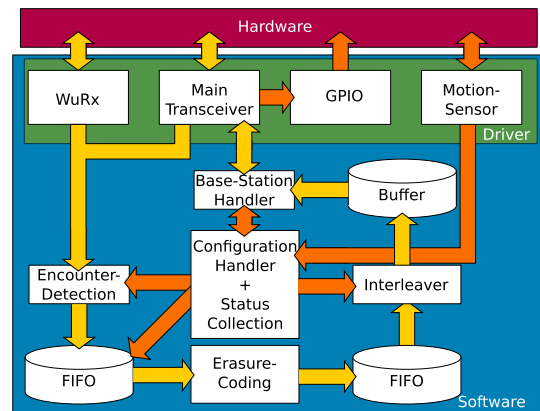 Hardware
WuRx
Main
Transceiver
GPIO
Motion-
Sensor
Driver
Base-Station
Handler
Buffer
Configuration
Handler
+
Status
Collection
Encounter-
Detection
Interleaver
FIFO
Erasure-
Coding
FIFO
Software